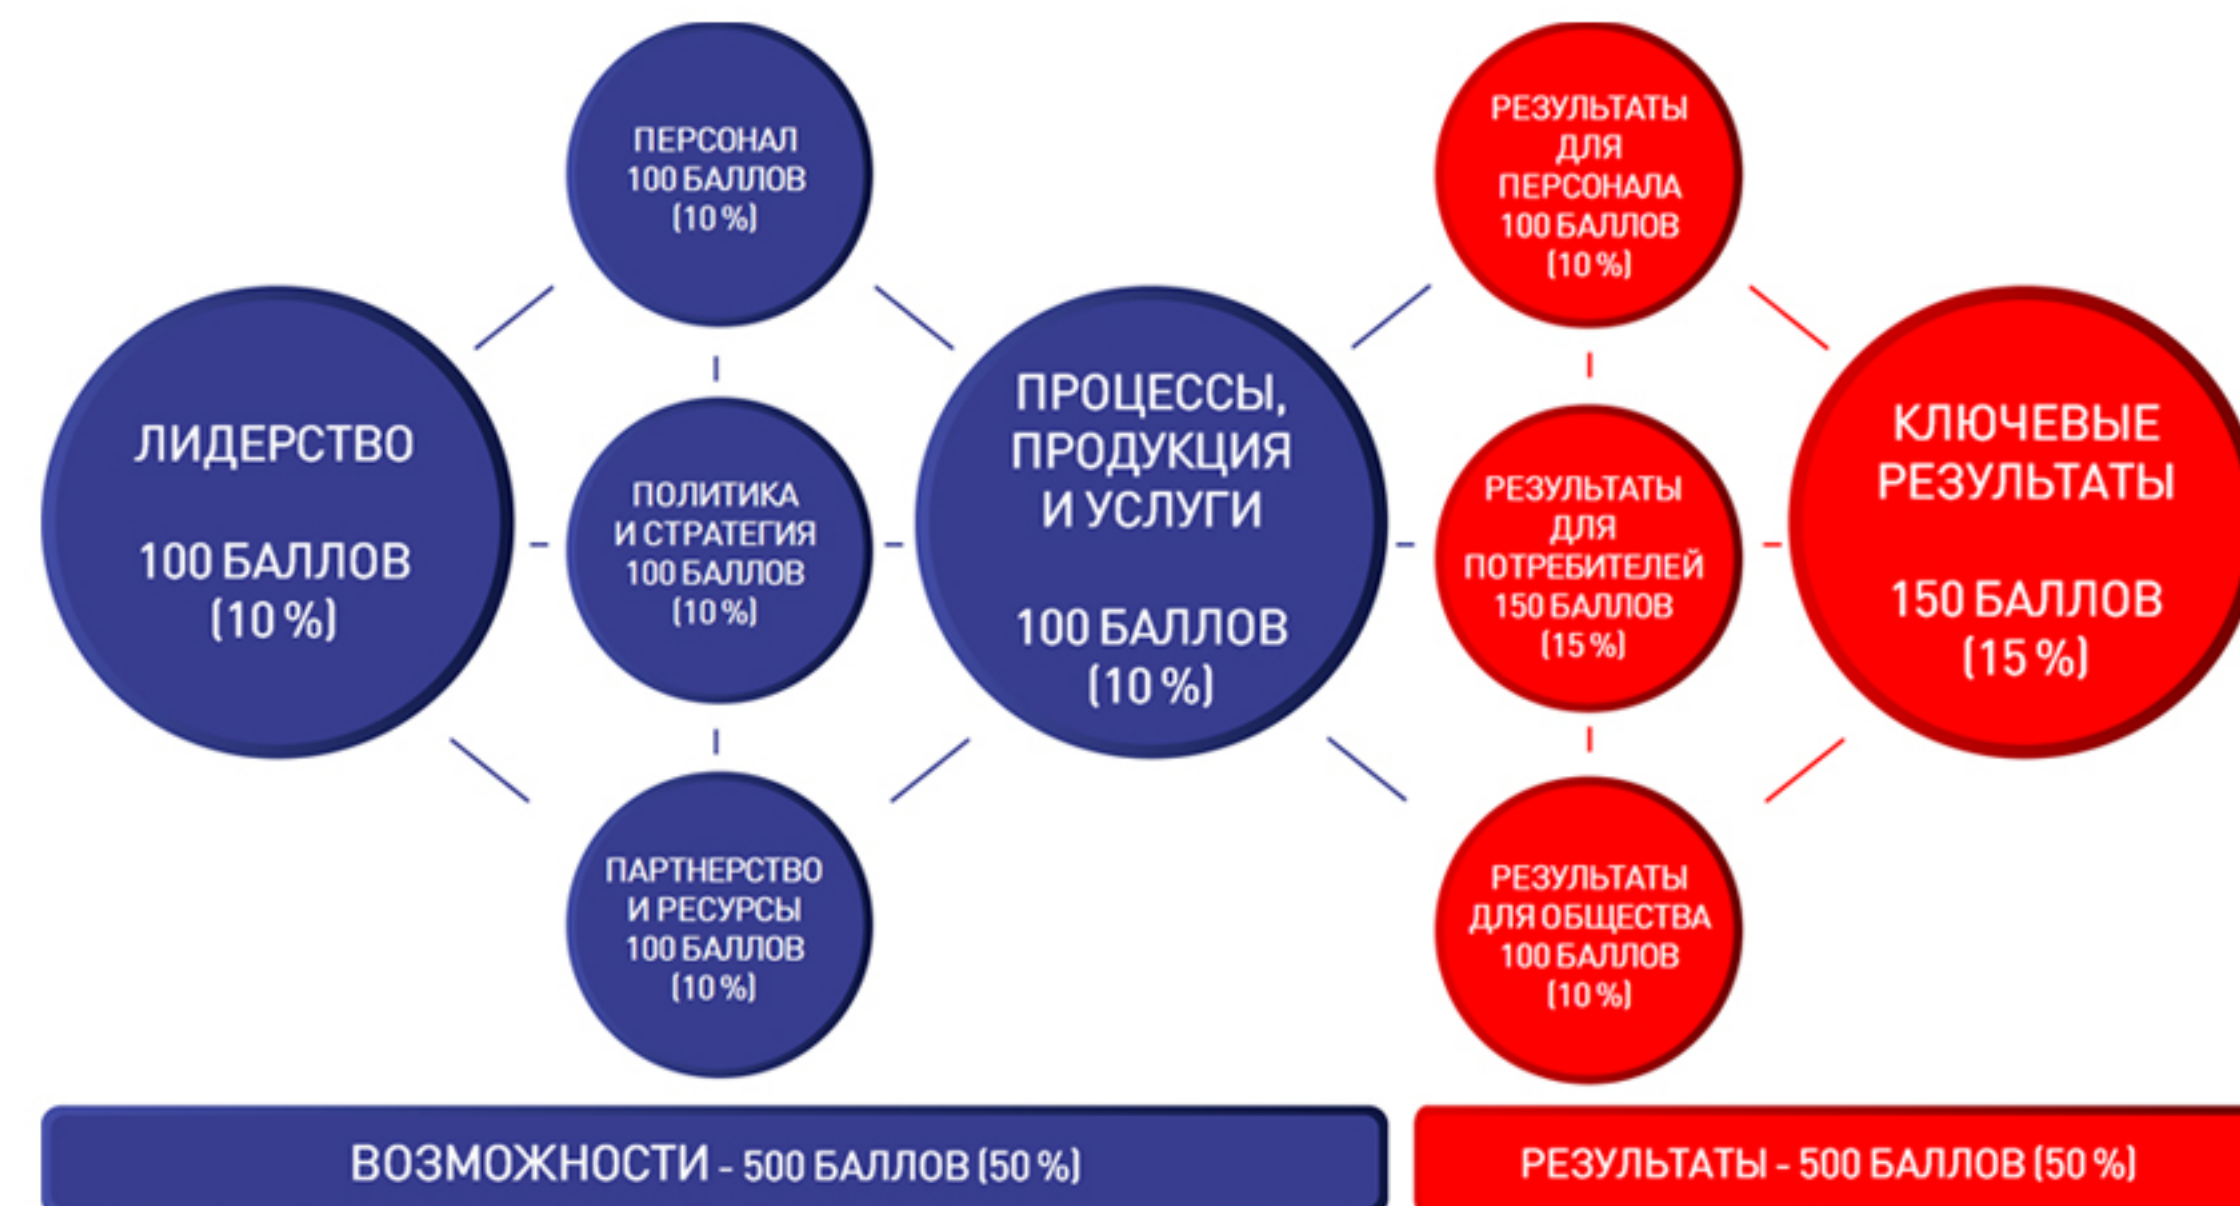 ПЕРСОНАЛ
100 БАЛЛОВ
(10 %)
РЕЗУЛЬТАТЫ
ДЛЯ
ПЕРСОНАЛА
100 БАЛЛОВ
(10 %)
ЛИДЕРСТВО
100 БАЛЛОВ
(10 %)
ПОЛИТИКА
И СТРАТЕГИЯ
100 БАЛЛОВ
(10 %)
ПРОЦЕССЫ,
ПРОДУКЦИЯ
И УСЛУГИ
100 БАЛЛОВ
(10 %)
РЕЗУЛЬТАТЫ
ДЛЯ
ПОТРЕБИТЕЛЕЙ
150 БАЛЛОВ
(15 %)
КЛЮЧЕВЫЕ
РЕЗУЛЬТАТЫ
150 БАЛЛОВ
(15 %)
ПАРТНЕРСТВО
И РЕСУРСЫ
100 БАЛЛОВ
(10 %)
РЕЗУЛЬТАТЫ
ДЛЯ ОБЩЕСТВА
100 БАЛЛОВ
(10 %)
ВОЗМОЖНОСТИ - 500 БАЛЛОВ (50 %)
РЕЗУЛЬТАТЫ - 500 БАЛЛОВ (50 %)